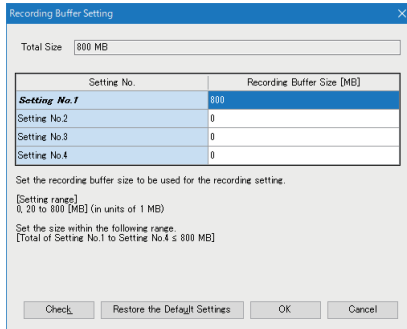 Recording Buffer Setting
Total Size 800 MB
Setting No. Recording Buffer Size [MB]
Setting No.1 800
Setting No.2 0
Setting No.3 0
Setting No.4 0
Set the recording buffer size to be used for the recording setting.
[Setting range]
0, 20 to 800 [MB] (in units of 1 MB)
Set the size within the following range.
[Total of Setting No.1 to Setting No.4 ≤ 800 MB]
Check Restore the Default Settings OK Cancel